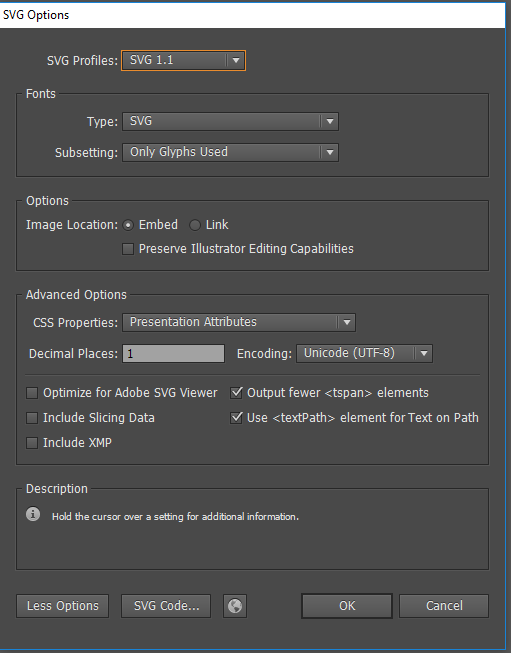 SVG Options
SVG Profiles: SVG 1.1
Fonts
Type: SVG
Subsetting: Only Glyphs Used
Options
Image Location: Embed Link
Preserve Illustrator Editing Capabilities
Advanced Options
CSS Properties: Presentation Attributes
Decimal Places: 1 Encoding: Unicode (UTF-8)
Optimize for Adobe SVG Viewer Output fewer <tspan> elements
Include Slicing Data Use <textPath> element for Text on Path
Include XMP
Description
Hold the cursor over a setting for additional information.
Less Options SVG Code... OK Cancel